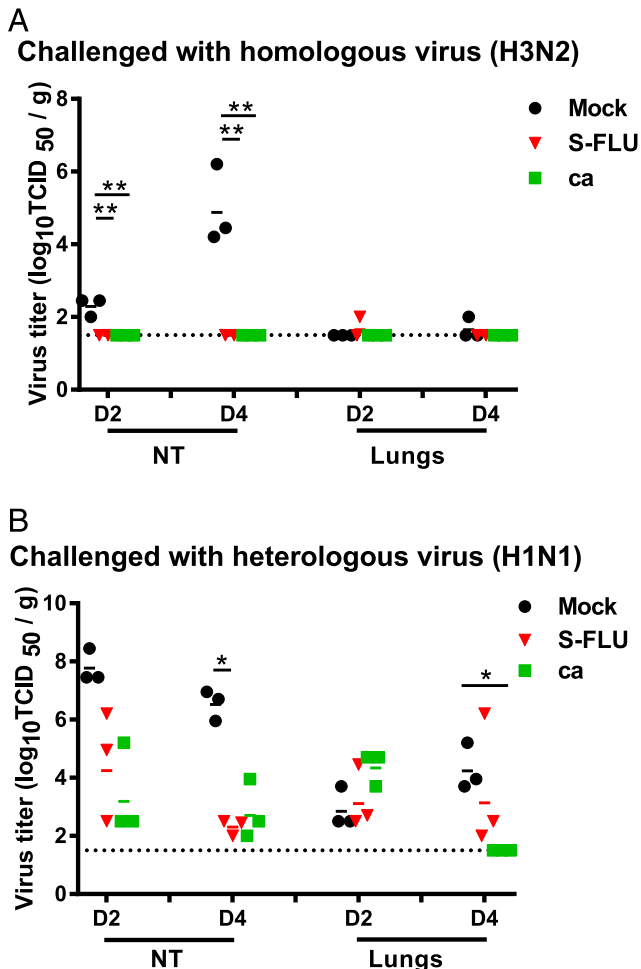 A
Challenged with homologous virus (H3N2)
Virus titer (log10TCID 50 / g)
8
6
4
2
0
**
**
**
**
Mock
S-FLU
ca
D2
D4
D2
D4
NT
Lungs
B
Challenged with heterologous virus (H1N1)
Virus titer (log10TCID 50 / g)
10
8
6
4
2
0
*
*
Mock
S-FLU
ca
D2
D4
D2
D4
NT
Lungs